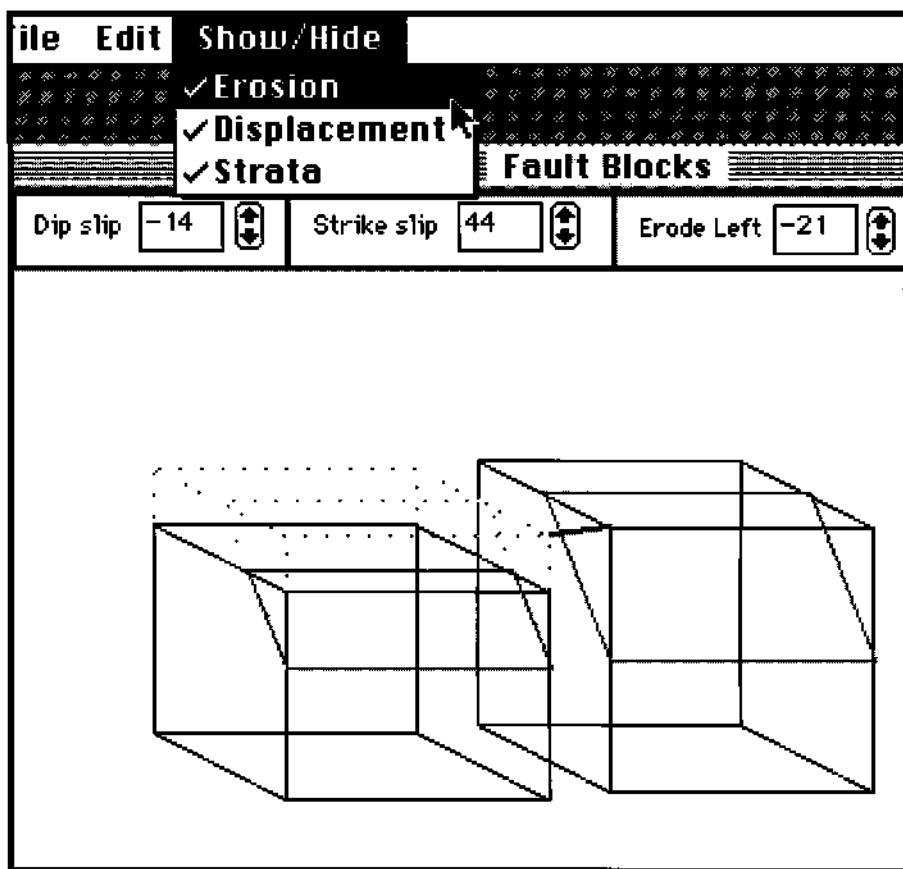 ile Edit Show/Hide
✓Erosion
✓Displacement
✓Strata
Fault Blocks
Dip slip -14 Strike slip 44 Erode Left -21